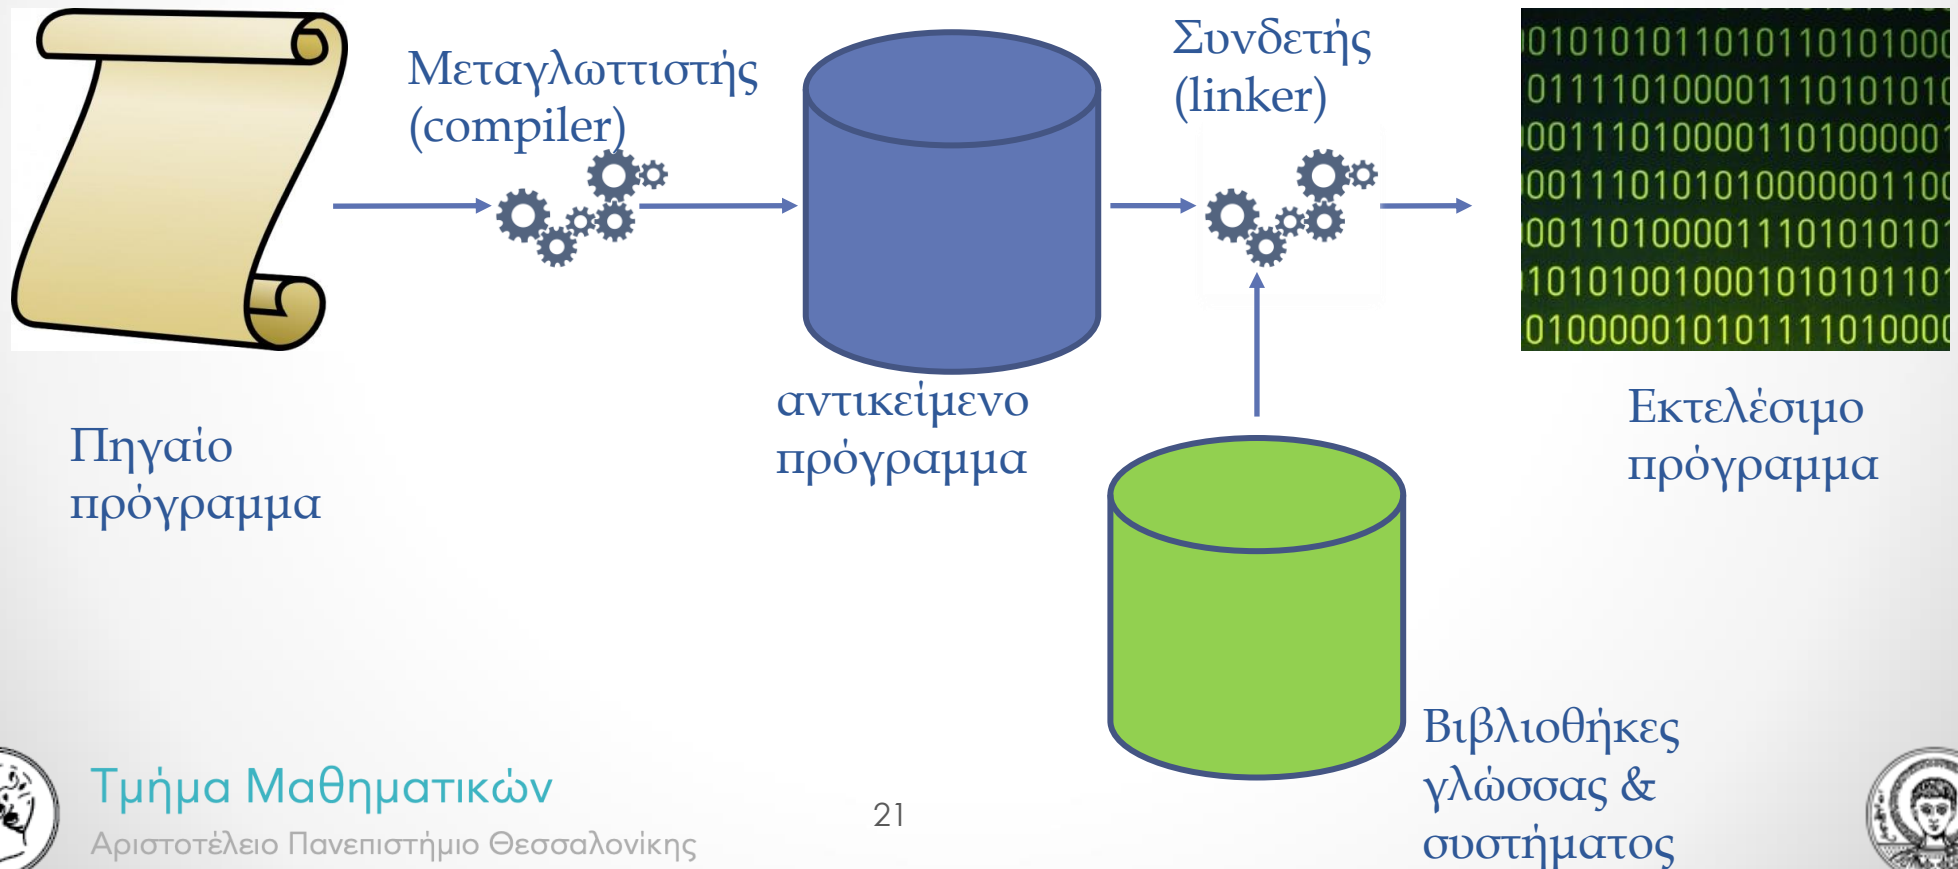 Μεταγλωττιστής
(compiler)
Συνδετής
(linker)
Πηγαίο
πρόγραμμα
αντικείμενο
πρόγραμμα
Εκτελέσιμο
πρόγραμμα
Βιβλιοθήκες
γλώσσας &
συστήματος
Τμήμα Μαθηματικών
Αριστοτέλειο Πανεπιστήμιο Θεσσαλονίκης
21